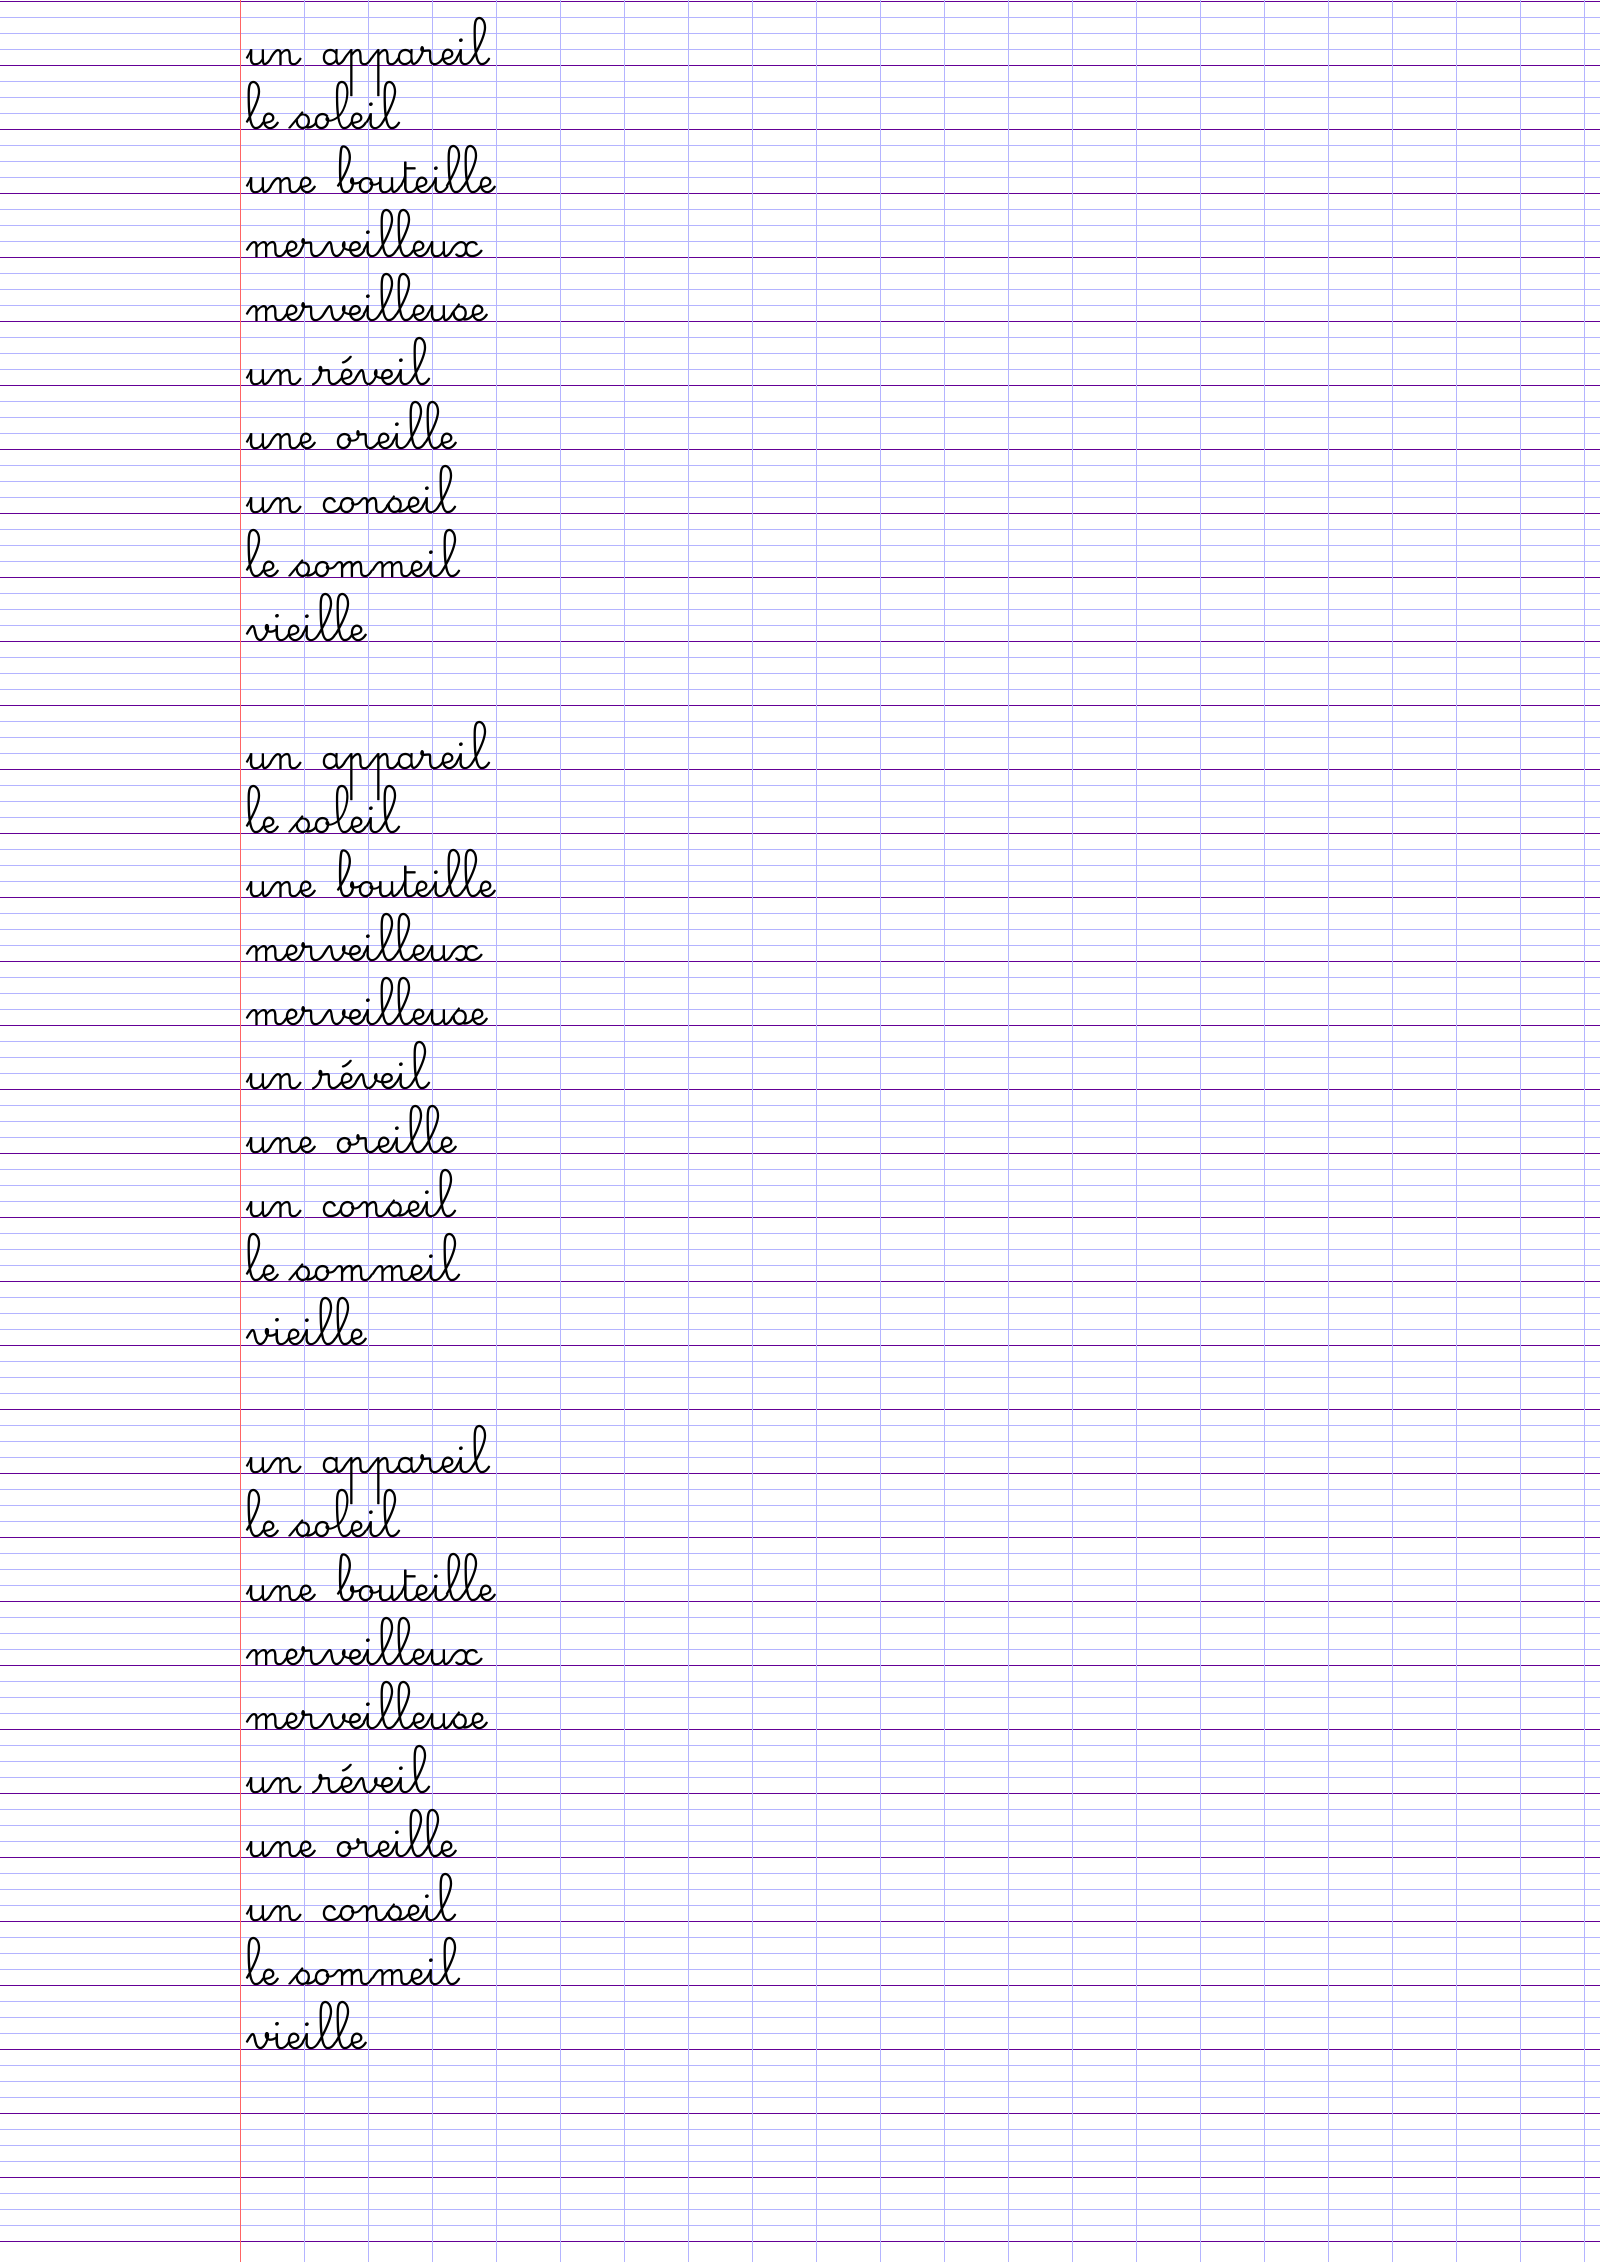 un appareil
le soleil
une bouteille
merveilleux
merveilleuse
un réveil
une oreille
un conseil
le sommeil
vieille
un appareil
le soleil
une bouteille
merveilleux
merveilleuse
un réveil
une oreille
un conseil
le sommeil
vieille
un appareil
le soleil
une bouteille
merveilleux
merveilleuse
un réveil
une oreille
un conseil
le sommeil
vieille